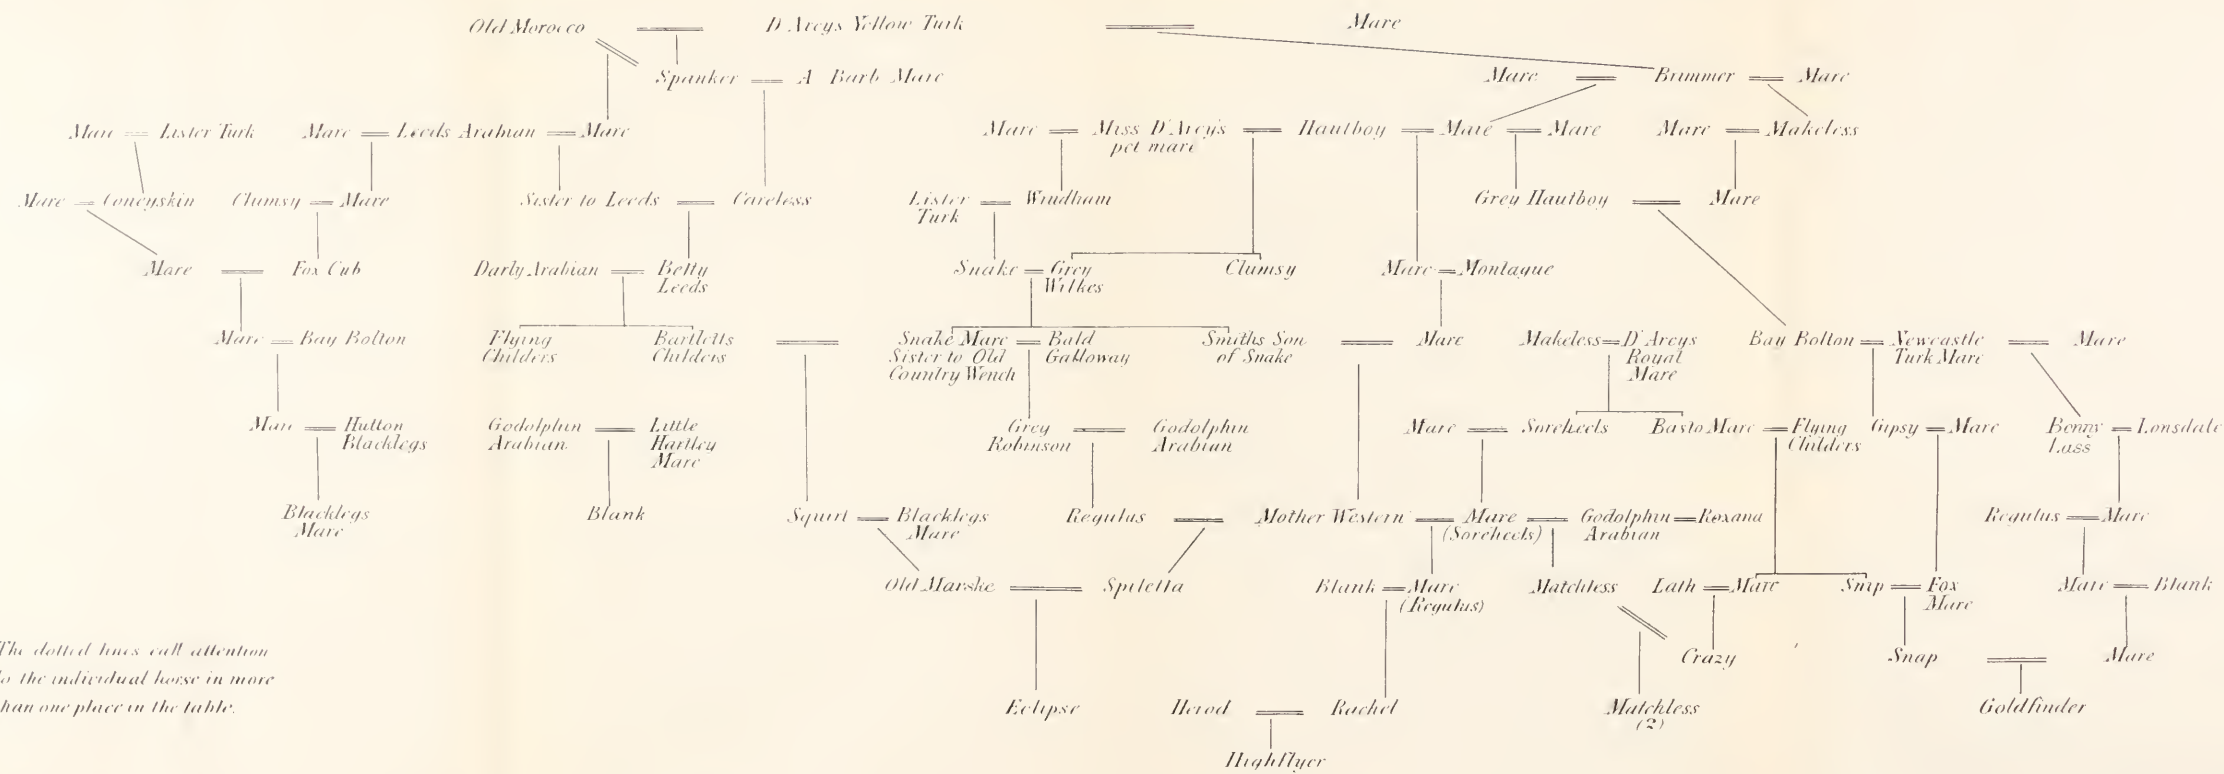 Old Morocco D'Arcys Yellow Turk Mare
Spanker A Barb Mare Mare Brimmer Mare
Mare Lister Turk Mare Leeds Arabian Mare Mare Miss D'Arcy's Hautboy Mare Mare Mare Makeless
pet mare
Mare Coneyskin Clumsy Mare Sister to Leeds Careless Lister Windham Grey Hautboy Mare
Turk
Mare Fox Cub Darly Arabian Betty Snake Grey Clumsy Mare Montague
Leeds Wilkes
Mare Bay Bolton Flying Bartletts Snake Mare Bald Smiths Son Mare Makeless D'Arcys Bay Bolton Newcastle Mare
Childers Childers Sister to Old Galloway of Snake Royal Turk Mare
Country Wench Mare
Mare Hutton Godolphin Little Grey Godolphin Mare Soreheels Basto Mare Flying Gipsy Mare Bonny Lonsdale
Blacklegs Arabian Hartley Robinson Arabian Childers Lass
Mare
Blacklegs Blank Squirt Blacklegs Regulus Mother Western Mare Godolphin Roxana Regulus Mare
Mare Mare (Soreheels) Arabian
Old Marske Spiletta Blank Mare Matchless Lath Mare Snip Fox Mare Blank
(Regulus) Mare
The dotted lines call attention
to the individual horse in more
than one place in the table.
Crazy Snap Mare
Eclipse Herod Rachel Matchless Goldfinder
(2)
Highflyer